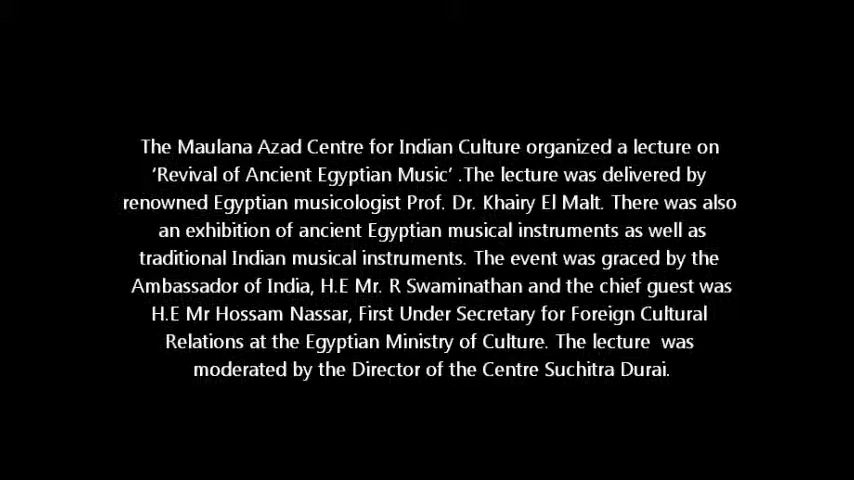 The Maulana Azad Centre for Indian Culture organized a lecture on
‘Revival of Ancient Egyptian Music’ .The lecture was delivered by
renowned Egyptian musicologist Prof. Dr. Khairy El Malt. There was also
an exhibition of ancient Egyptian musical instruments as well as
traditional Indian musical instruments. The event was graced by the
Ambassador of India, H.E Mr. R Swaminathan and the chief guest was
H.E Mr Hossam Nassar, First Under Secretary for Foreign Cultural
Relations at the Egyptian Ministry of Culture. The lecture  was
moderated by the Director of the Centre Suchitra Durai.